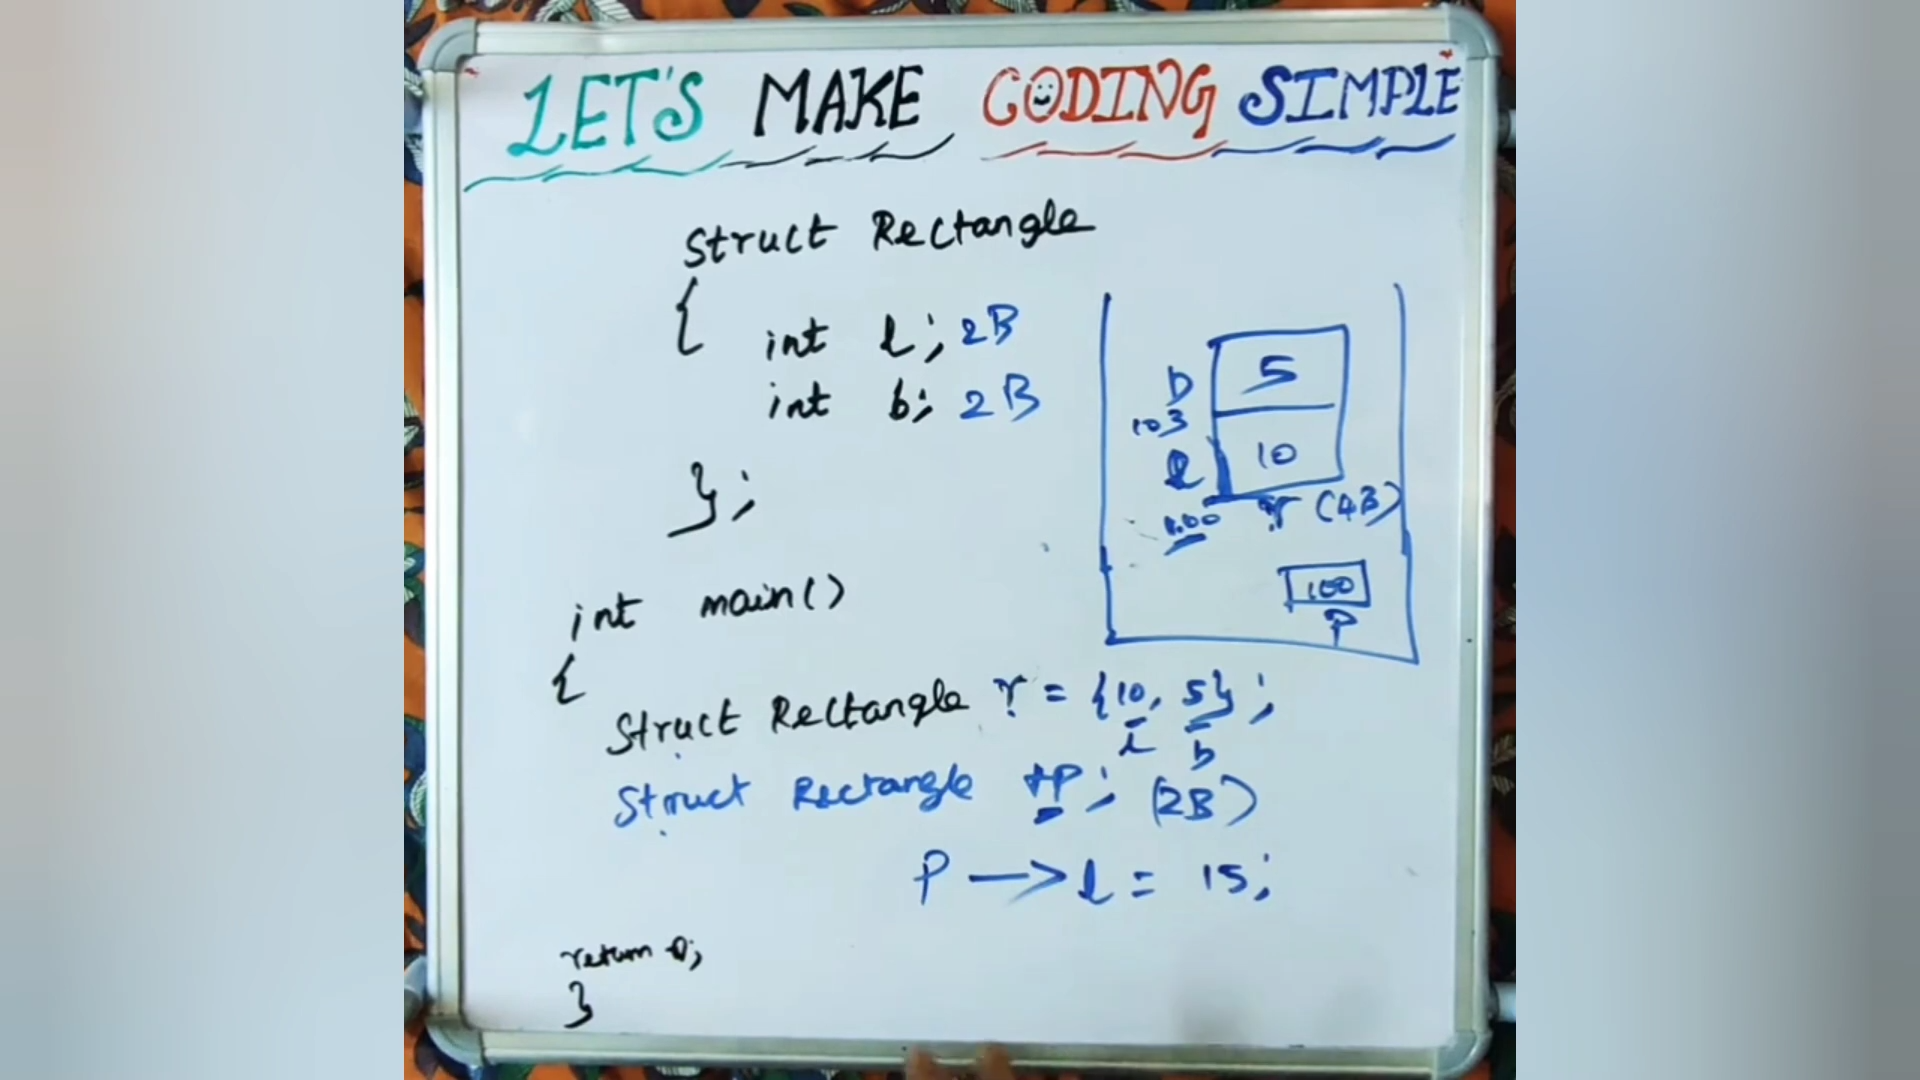 LET'S MAKE CODING SIMPLE
Struct Rectangle
{
int l; 2B
int b; 2B
};
b 5
103
l 10
100 r (4B)
100
P
int main()
{
Struct Rectangle r = {10, 5};
l b
Struct Rectangle *P; (2B)
P -> l = 15;
return 0;
}